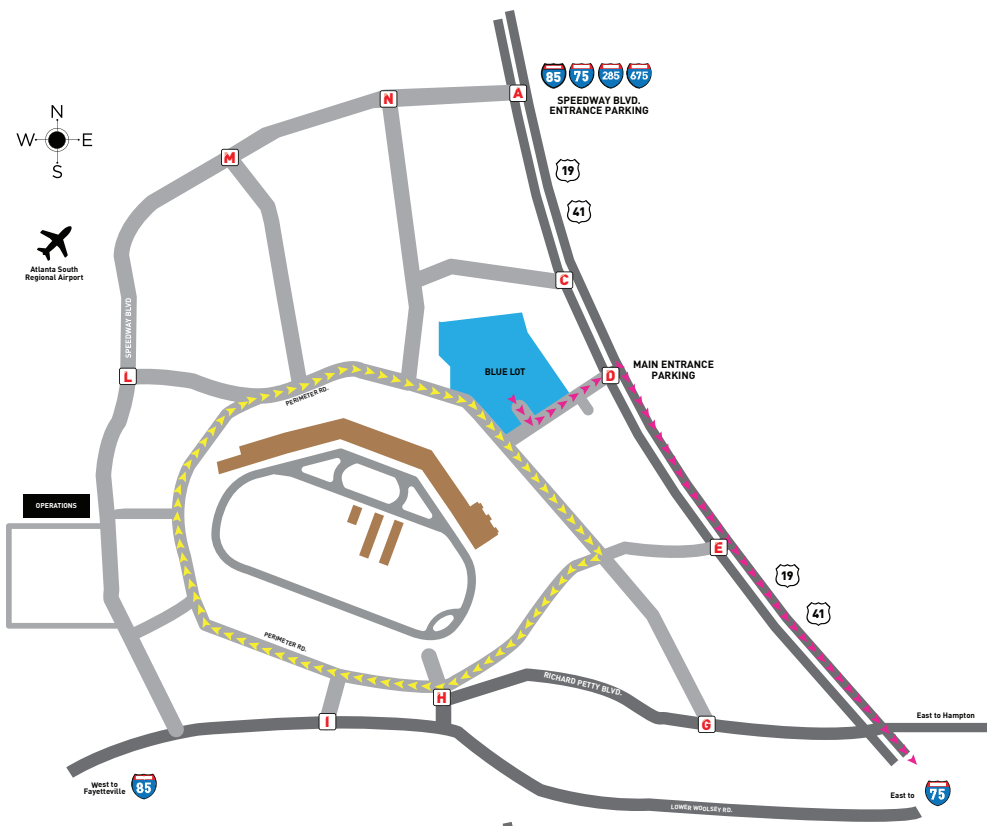 N
A
85 75 285 675
SPEEDWAY BLVD.
ENTRANCE PARKING
N
W E
S
M
19
41
Atlanta South
Regional Airport
C
SPEEDWAY BLVD
BLUE LOT
MAIN ENTRANCE
PARKING
L
D
PERIMETER RD.
OPERATIONS
E
19
41
PERIMETER RD.
RICHARD PETTY BLVD.
H
I
G
East to Hampton
West to
Fayetteville
85
East to
75
LOWER WOOLSEY RD.